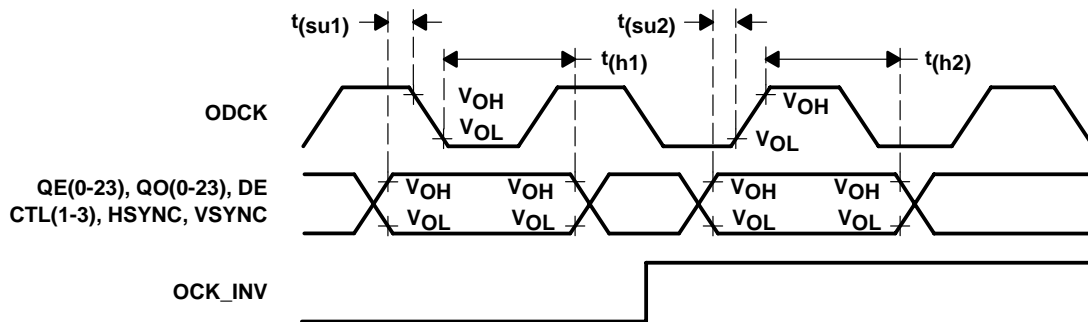 t(su1)
t(su2)
t(h1)
t(h2)
ODCK
VOH
VOL
VOH
VOL
QE(0-23), QO(0-23), DE
CTL(1-3), HSYNC, VSYNC
VOH
VOH
VOH
VOH
VOL
VOL
VOL
VOL
OCK_INV